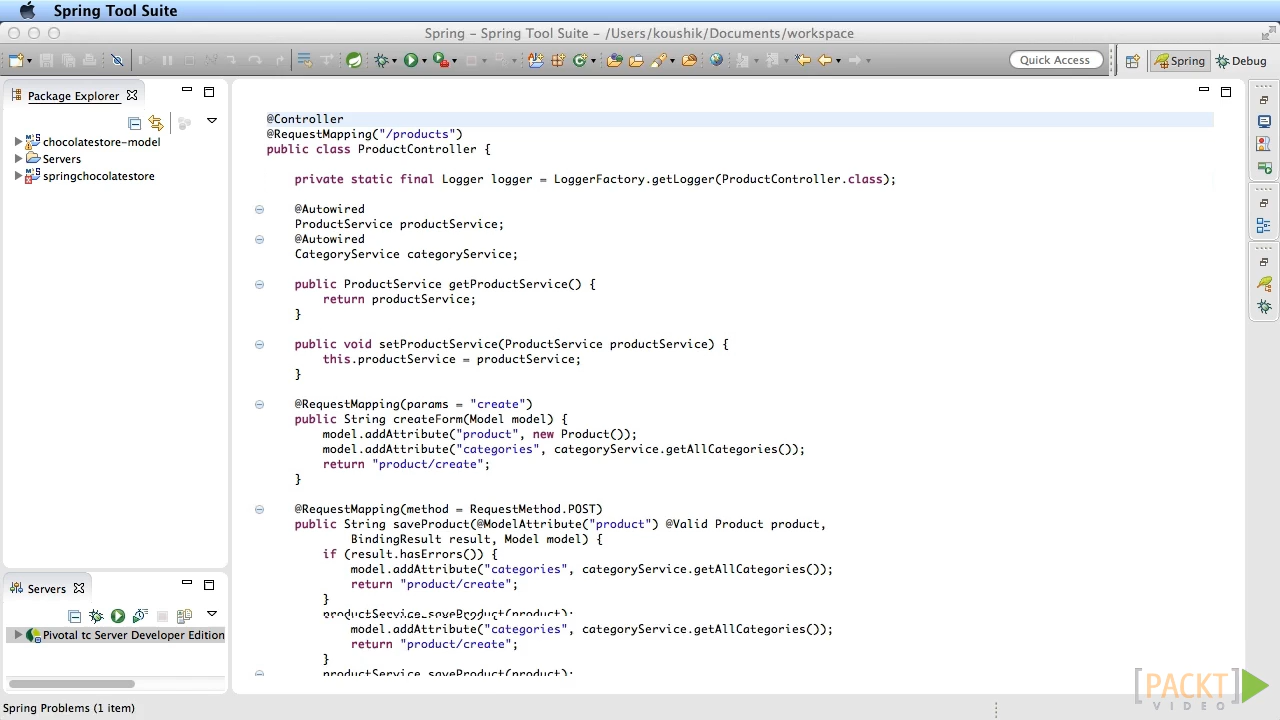 Spring Tool Suite
Spring – Spring Tool Suite – /Users/koushik/Documents/workspace
Quick Access
Spring
Debug
Package Explorer
chocolatestore-model
Servers
springchocolatestore
@Controller
@RequestMapping("/products")
public class ProductController {
private static final Logger logger = LoggerFactory.getLogger(ProductController.class);
@Autowired
ProductService productService;
@Autowired
CategoryService categoryService;
public ProductService getProductService() {
return productService;
}
public void setProductService(ProductService productService) {
this.productService = productService;
}
@RequestMapping(params = "create")
public String createForm(Model model) {
model.addAttribute("product", new Product());
model.addAttribute("categories", categoryService.getAllCategories());
return "product/create";
}
@RequestMapping(method = RequestMethod.POST)
public String saveProduct(@ModelAttribute("product") @Valid Product product,
BindingResult result, Model model) {
if (result.hasErrors()) {
model.addAttribute("categories", categoryService.getAllCategories());
return "product/create";
}
productService.saveProduct(product);
model.addAttribute("categories", categoryService.getAllCategories());
return "product/create";
}
productService.saveProduct(product);
Servers
Pivotal tc Server Developer Edition
Spring Problems (1 item)
[PACKT]
VIDEO